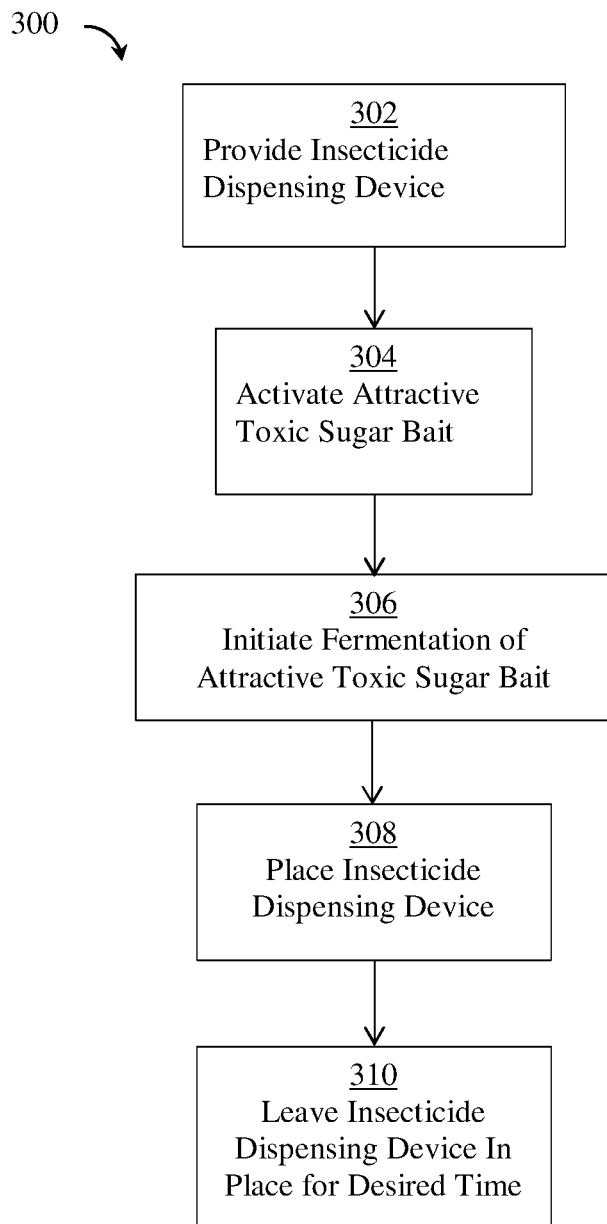 300
302
Provide Insecticide
Dispensing Device
304
Activate Attractive
Toxic Sugar Bait
306
Initiate Fermentation of
Attractive Toxic Sugar Bait
308
Place Insecticide
Dispensing Device
310
Leave Insecticide
Dispensing Device In
Place for Desired Time